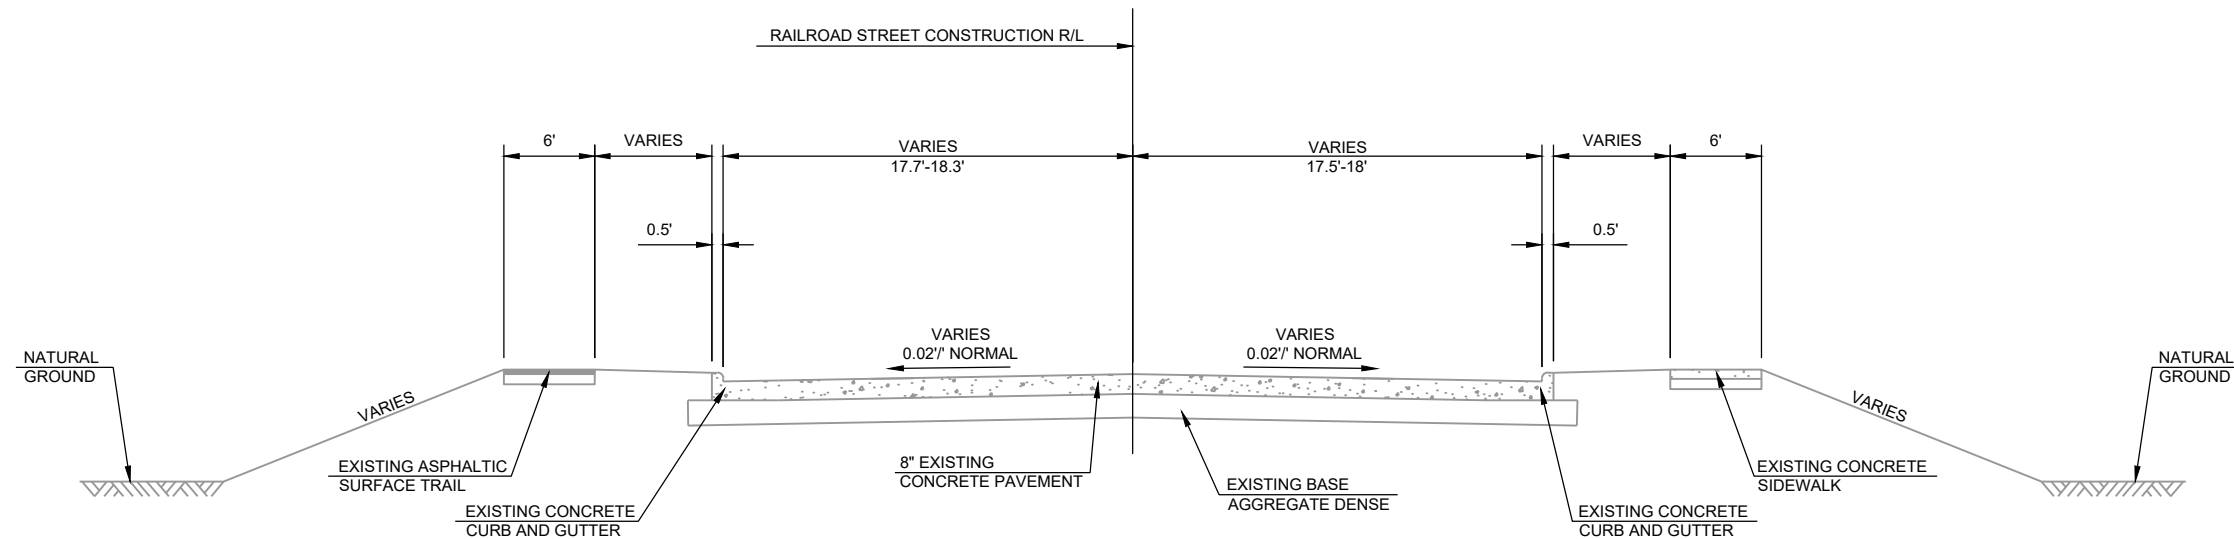 RAILROAD STREET CONSTRUCTION R/L
6'
VARIES
VARIES
17.7'-18.3'
VARIES
17.5'-18'
VARIES
6'
0.5'
0.5'
VARIES
0.02'/' NORMAL
VARIES
0.02'/' NORMAL
NATURAL
GROUND
NATURAL
GROUND
VARIES
VARIES
EXISTING ASPHALTIC
SURFACE TRAIL
8" EXISTING
CONCRETE PAVEMENT
EXISTING CONCRETE
SIDEWALK
EXISTING BASE
AGGREGATE DENSE
EXISTING CONCRETE
CURB AND GUTTER
EXISTING CONCRETE
CURB AND GUTTER